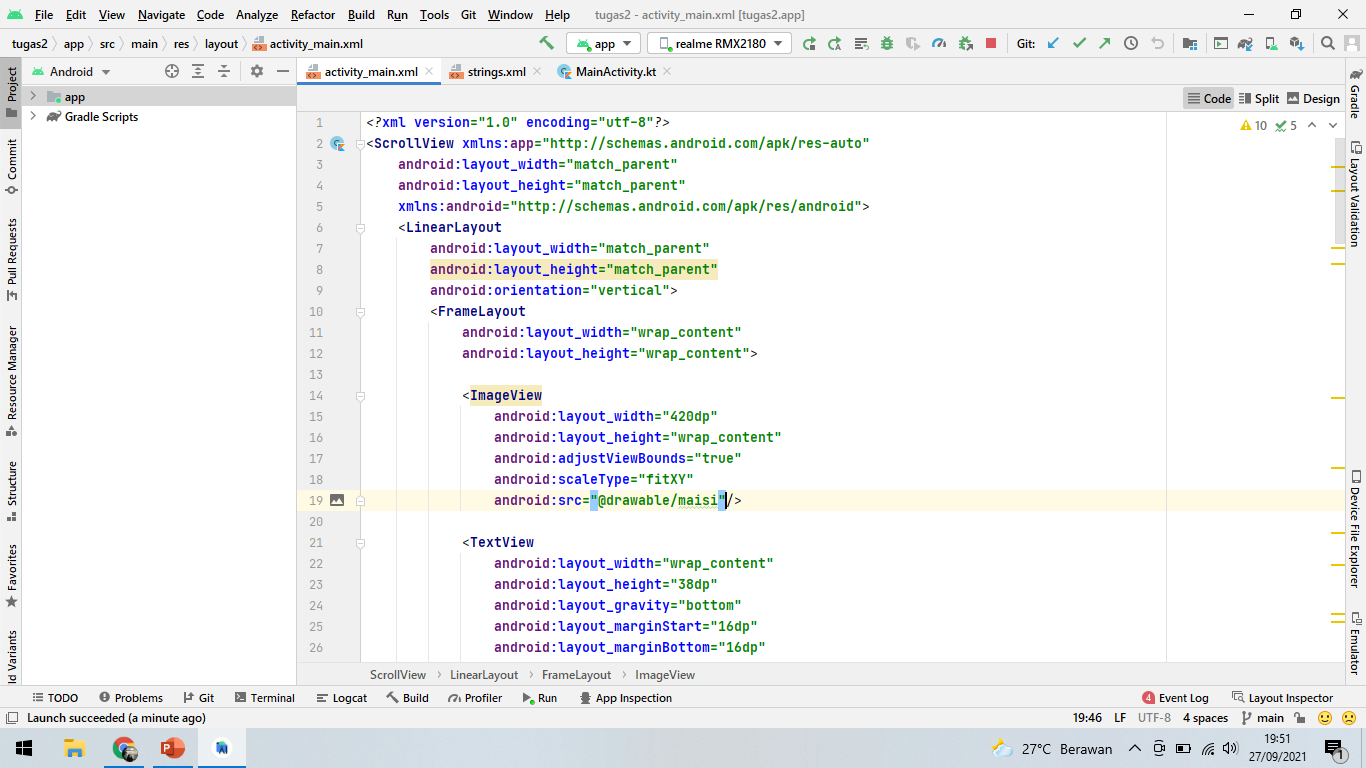 File Edit View Navigate Code Analyze Refactor Build Run Tools Git Window Help tugas2 - activity_main.xml [tugas2.app]
tugas2 app src main res layout activity_main.xml app realme RMX2180 Git:
Android activity_main.xml strings.xml MainActivity.kt
Code Split Design
app
Gradle Scripts
10 5
1 <?xml version="1.0" encoding="utf-8"?>
2 <ScrollView xmlns:app="http://schemas.android.com/apk/res-auto"
3 android:layout_width="match_parent"
4 android:layout_height="match_parent"
5 xmlns:android="http://schemas.android.com/apk/res/android">
6 <LinearLayout
7 android:layout_width="match_parent"
8 android:layout_height="match_parent"
9 android:orientation="vertical">
10 <FrameLayout
11 android:layout_width="wrap_content"
12 android:layout_height="wrap_content">
13
14 <ImageView
15 android:layout_width="420dp"
16 android:layout_height="wrap_content"
17 android:adjustViewBounds="true"
18 android:scaleType="fitXY"
19 android:src="@drawable/maisi"/>
20
21 <TextView
22 android:layout_width="wrap_content"
23 android:layout_height="38dp"
24 android:layout_gravity="bottom"
25 android:layout_marginStart="16dp"
26 android:layout_marginBottom="16dp"
Project
Commit
Pull Requests
Resource Manager
Structure
Favorites
ld Variants
Gradle
Layout Validation
Device File Explorer
Emulator
ScrollView LinearLayout FrameLayout ImageView
TODO Problems Git Terminal Logcat Build Profiler Run App Inspection 4 Event Log Layout Inspector
Launch succeeded (a minute ago) 19:46 LF UTF-8 4 spaces main
27°C Berawan 19:51
27/09/2021
1